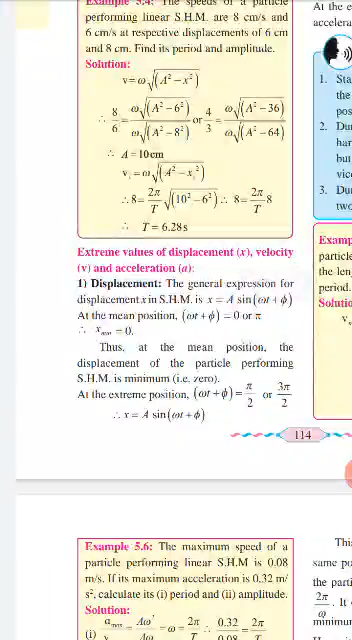 Example 5.4: The speeds of a particle
performing linear S.H.M. are 8 cm/s and
6 cm/s at respective displacements of 6 cm
and 8 cm. Find its period and amplitude.
Solution:
v = ω√(A² − x²)
∴ 8/6 = ω√(A² − 6²) / ω√(A² − 8²) or 4/3 = ω√(A² − 36) / ω√(A² − 64)
∴ A = 10 cm
v₁ = ω√(A² − x₁²)
∴ 8 = 2π/T √(10² − 6²) ∴ 8 = 2π/T 8
∴ T = 6.28 s
Extreme values of displacement (x), velocity
(v) and acceleration (a):
1) Displacement: The general expression for
displacement x in S.H.M. is x = A sin(ωt + ϕ)
At the mean position, (ωt + ϕ) = 0 or π
∴ xmin = 0.
Thus, at the mean position, the
displacement of the particle performing
S.H.M. is minimum (i.e. zero).
At the extreme position, (ωt + ϕ) = π/2 or 3π/2
∴ x = A sin(ωt + ϕ)
114
At the e
accelera
1. Sta
the
pos
2. Du
har
but
vic
3. Du
two
Examp
particle
the len
period.
Solutio
v
Example 5.6: The maximum speed of a
particle performing linear S.H.M is 0.08
m/s. If its maximum acceleration is 0.32 m/
s², calculate its (i) period and (ii) amplitude.
Solution:
(i)
= ω = 2π/T ∴ 0.32/0.08 = 2π/T
Thi
same po
the parti
2π/ω . It
minimu